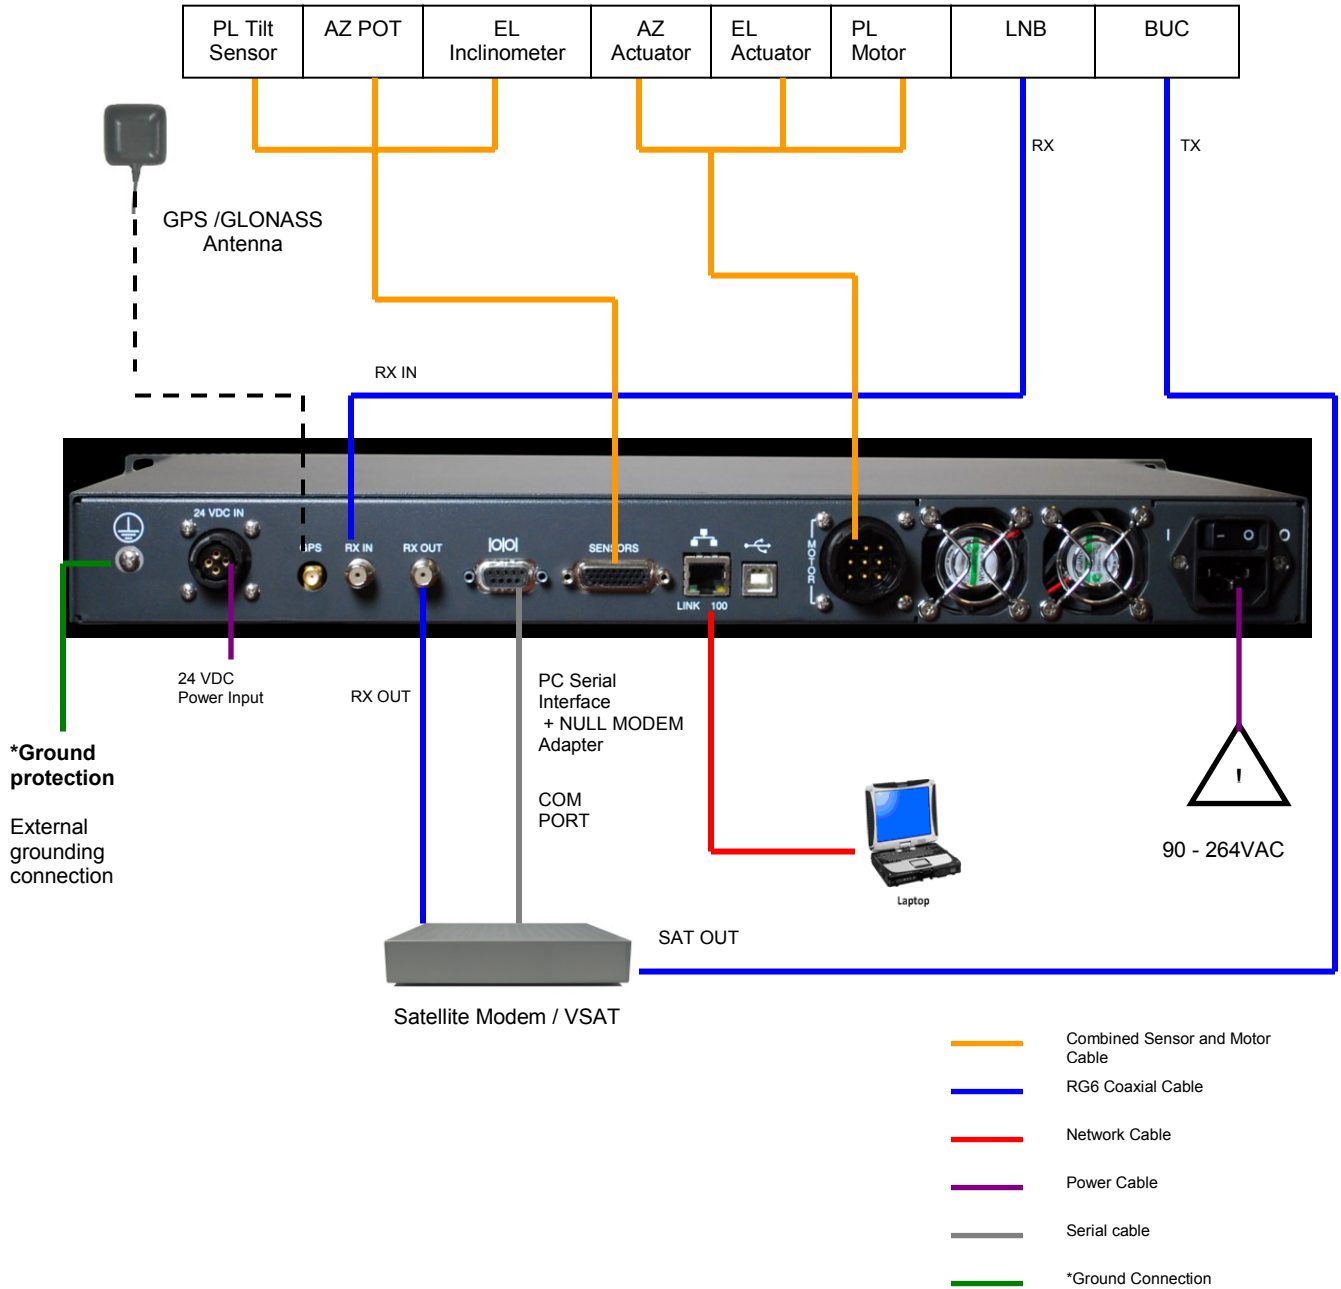 PL Tilt
Sensor
AZ POT
EL
Inclinometer
AZ
Actuator
EL
Actuator
PL
Motor
LNB
BUC
RX
TX
GPS /GLONASS
Antenna
RX IN
24 VDC IN
GPS
RX IN
RX OUT
|O|O|
SENSORS
LINK 100
MOTOR
I
- O
O
24 VDC
Power Input
RX OUT
PC Serial
Interface
+ NULL MODEM
Adapter
COM
PORT
*Ground
protection
External
grounding
connection
Laptop
!
90 - 264VAC
SAT OUT
Satellite Modem / VSAT
Combined Sensor and Motor
Cable
RG6 Coaxial Cable
Network Cable
Power Cable
Serial cable
*Ground Connection